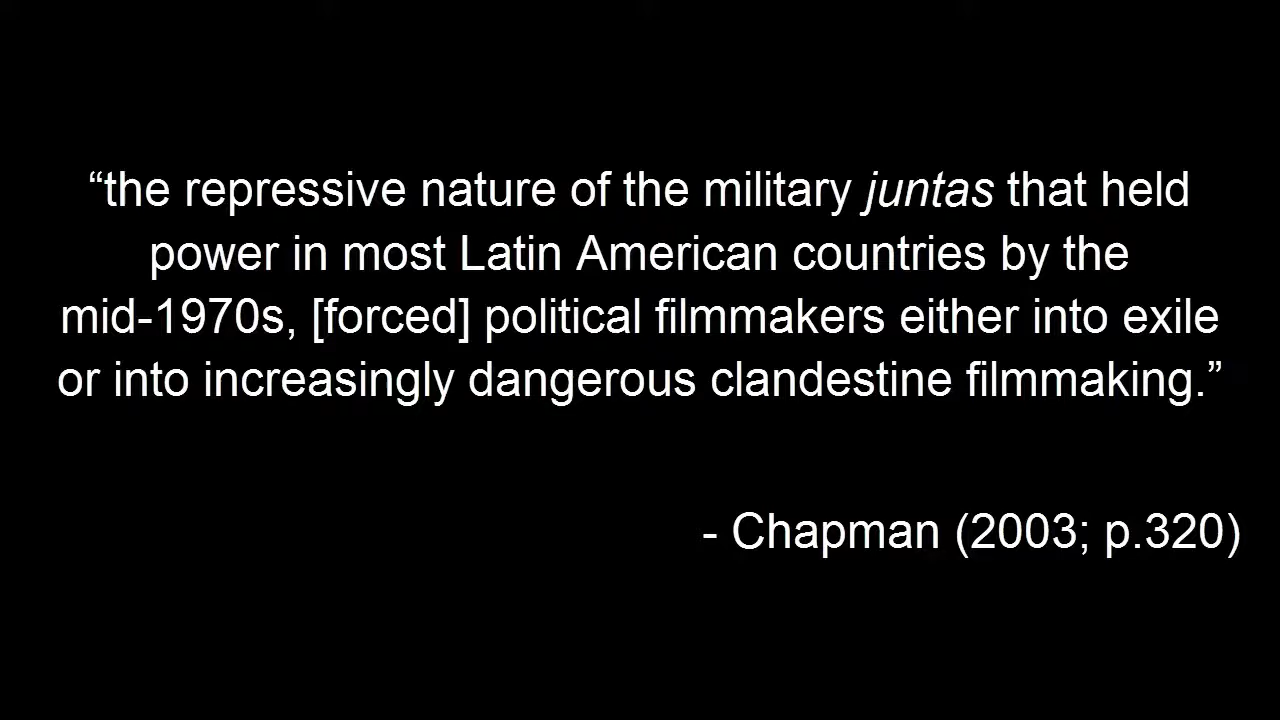 “the repressive nature of the military juntas that held
power in most Latin American countries by the
mid-1970s, [forced] political filmmakers either into exile
or into increasingly dangerous clandestine filmmaking.”
- Chapman (2003; p.320)